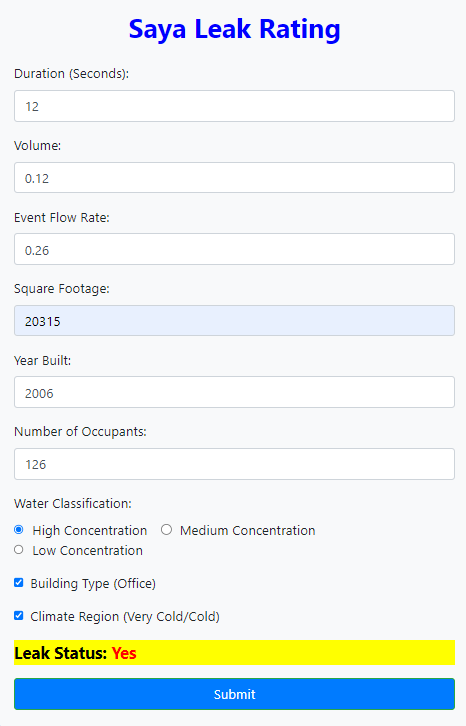 Saya Leak Rating
Duration (Seconds):
12
Volume:
0.12
Event Flow Rate:
0.26
Square Footage:
20315
Year Built:
2006
Number of Occupants:
126
Water Classification:
High Concentration Medium Concentration
Low Concentration
Building Type (Office)
Climate Region (Very Cold/Cold)
Leak Status: Yes
Submit